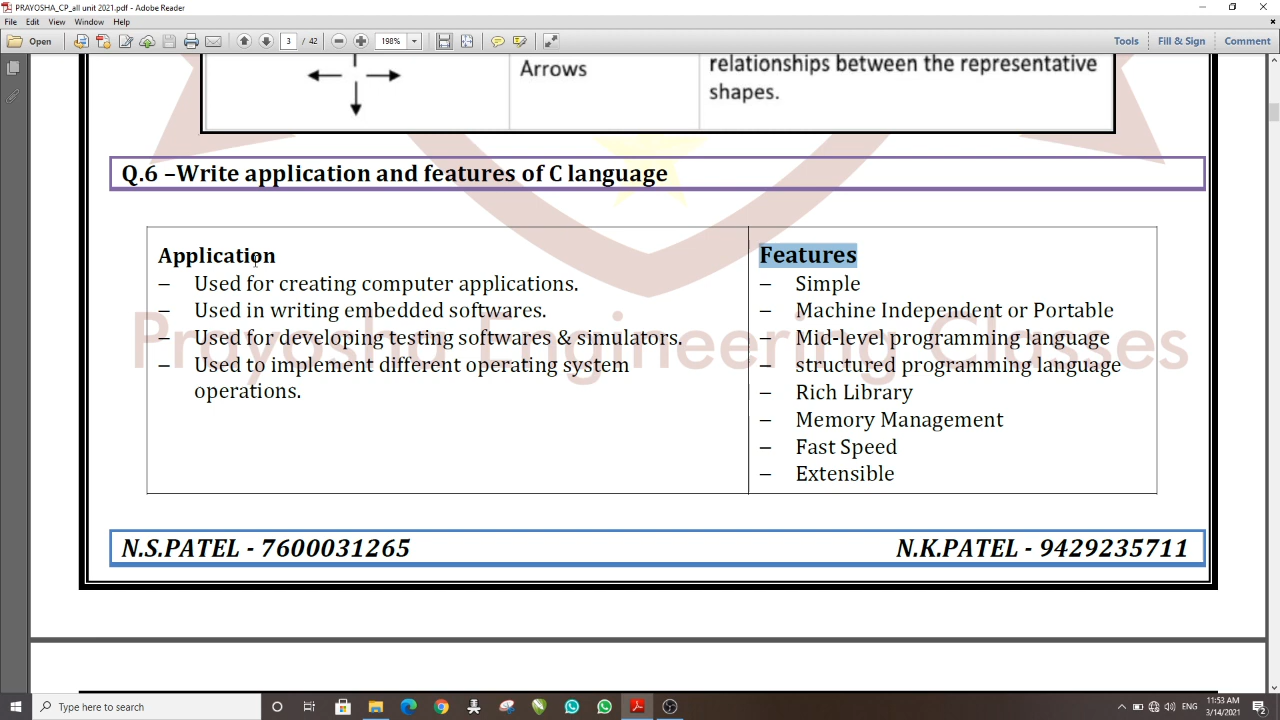 PRAYOSHA_CP_all unit 2021.pdf - Adobe Reader
File Edit View Window Help
Open 3 / 42 198% Tools Fill & Sign Comment
Arrows
relationships between the representative
shapes.
Q.6 –Write application and features of C language
Application
– Used for creating computer applications.
– Used in writing embedded softwares.
– Used for developing testing softwares & simulators.
– Used to implement different operating system
operations.
Features
– Simple
– Machine Independent or Portable
– Mid-level programming language
– structured programming language
– Rich Library
– Memory Management
– Fast Speed
– Extensible
Prayosha Engineering Classes
N.S.PATEL - 7600031265 N.K.PATEL - 9429235711
Type here to search
ENG
11:53 AM
3/14/2021
2